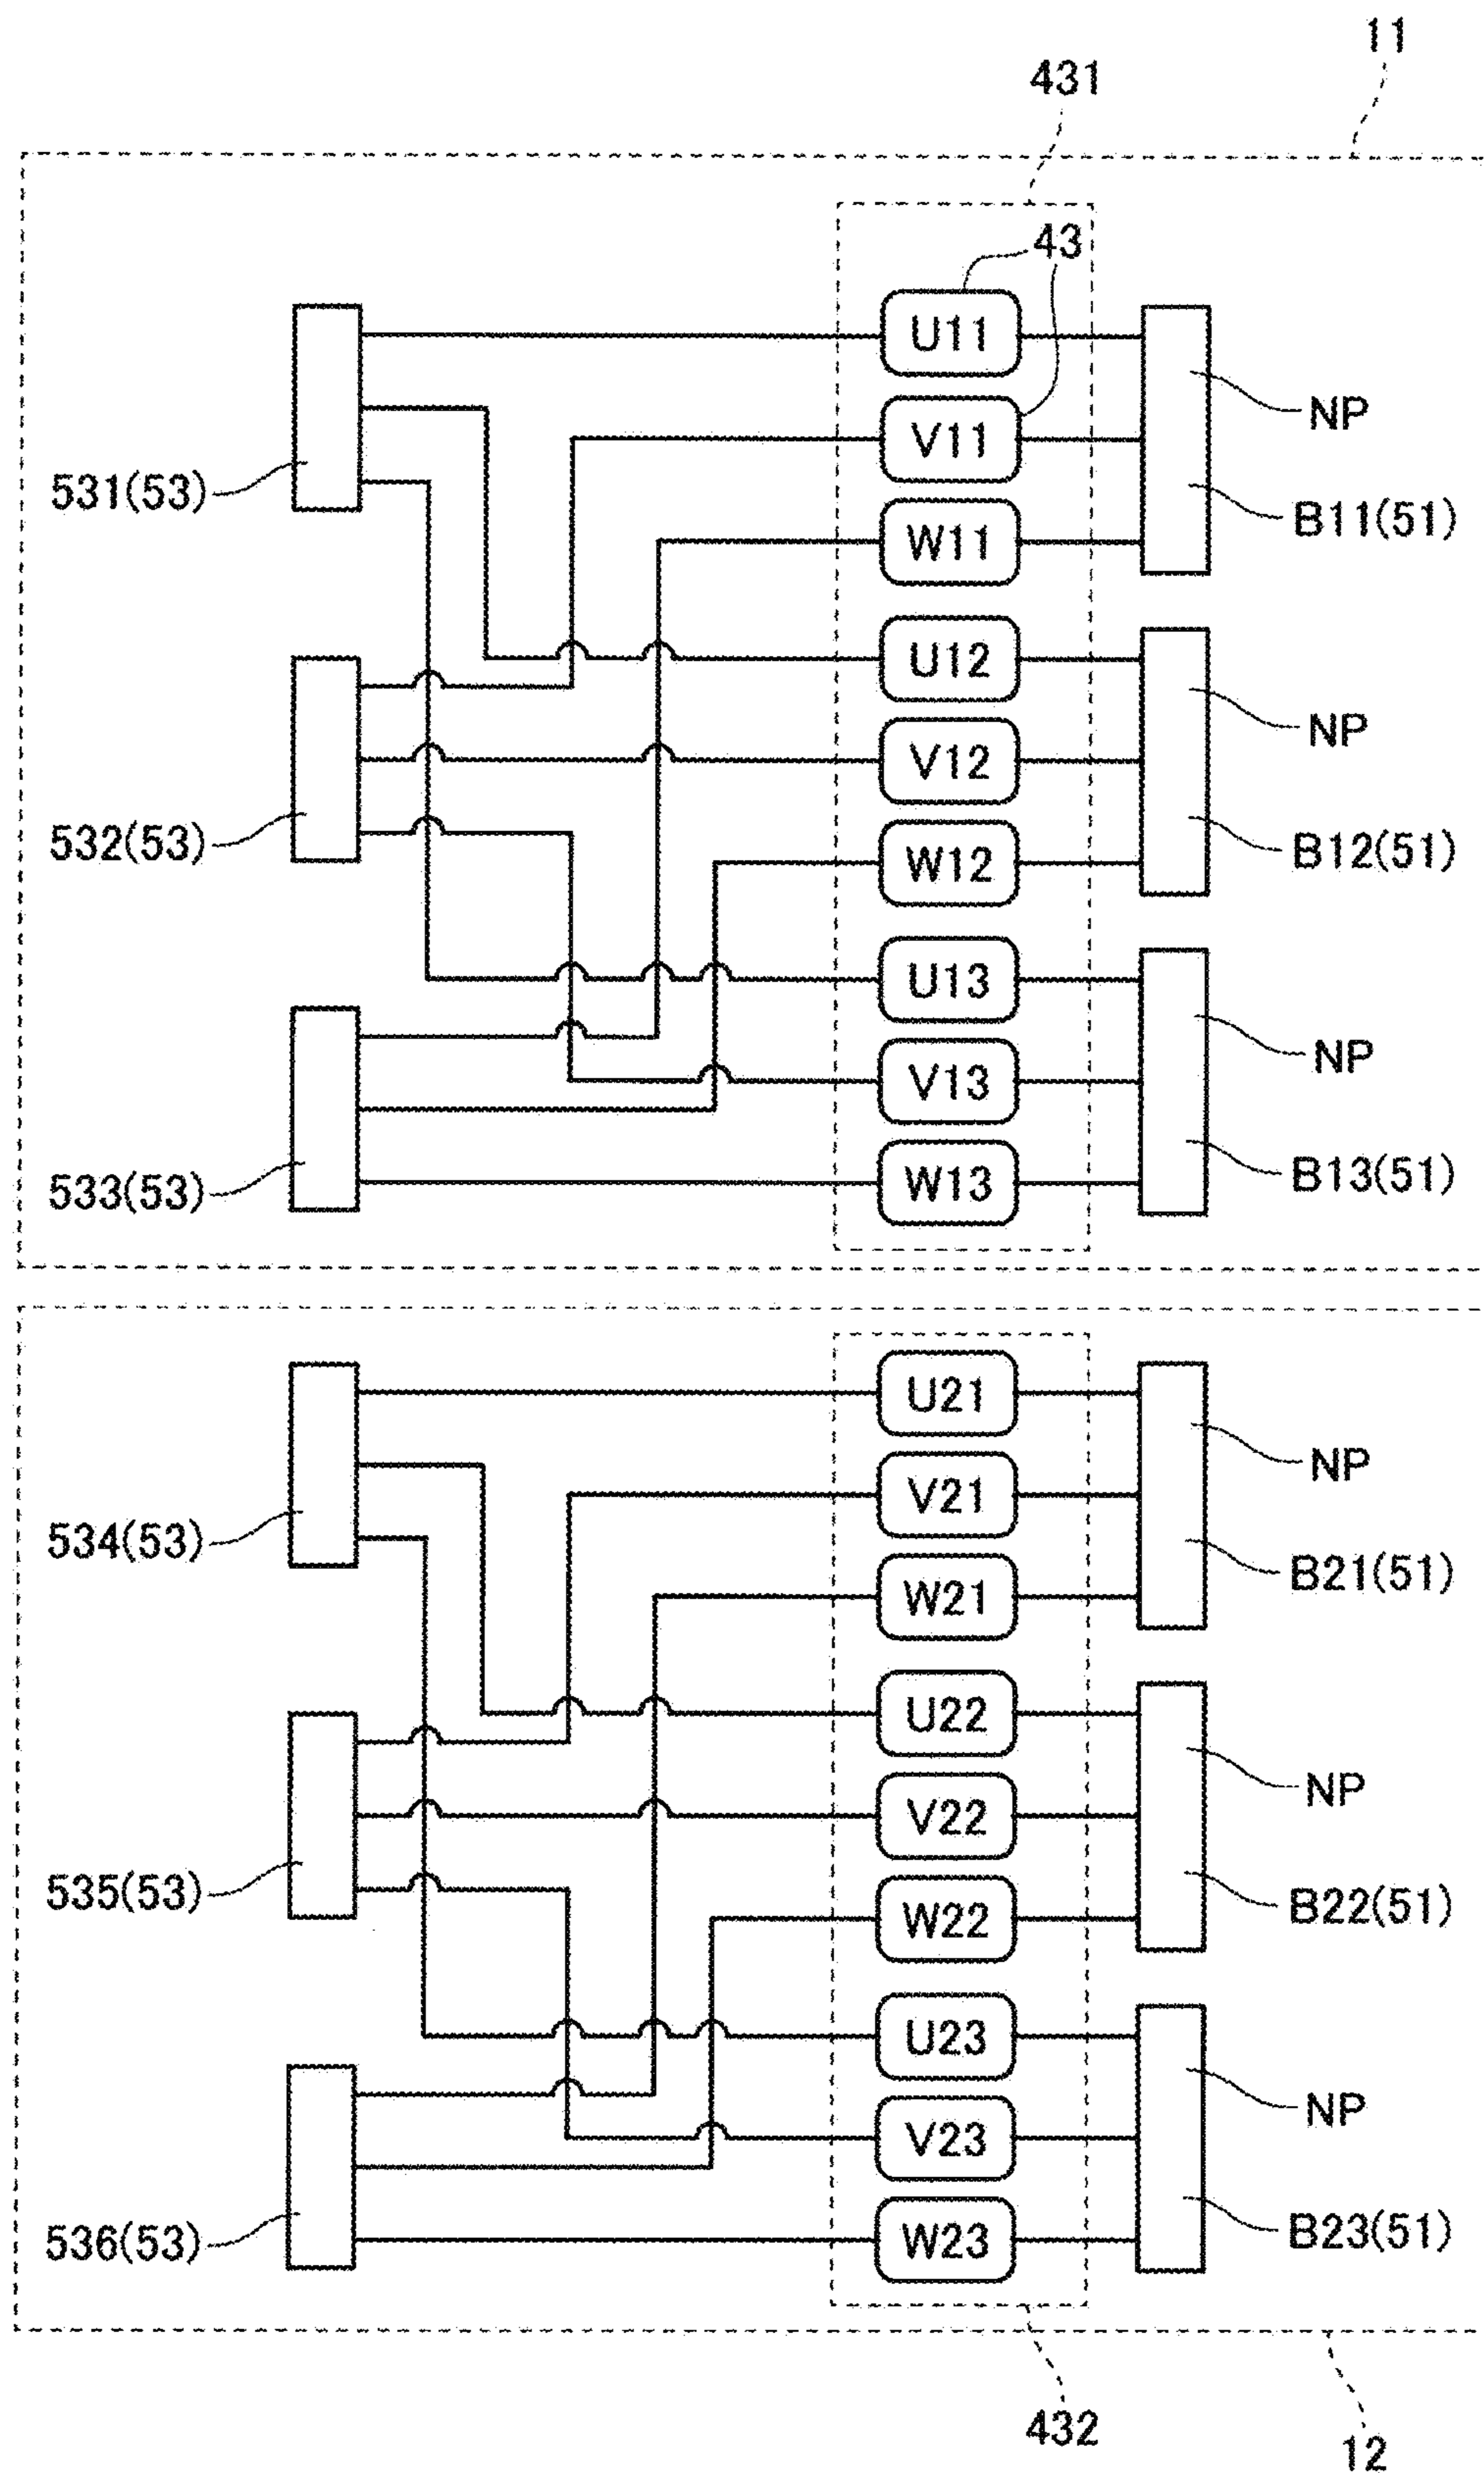 11
431
43
U11
NP
V11
531(53)
B11(51)
W11
U12
NP
V12
532(53)
B12(51)
W12
U13
NP
V13
533(53)
B13(51)
W13
U21
NP
V21
534(53)
B21(51)
W21
U22
NP
V22
535(53)
B22(51)
W22
U23
NP
V23
536(53)
B23(51)
W23
432
12